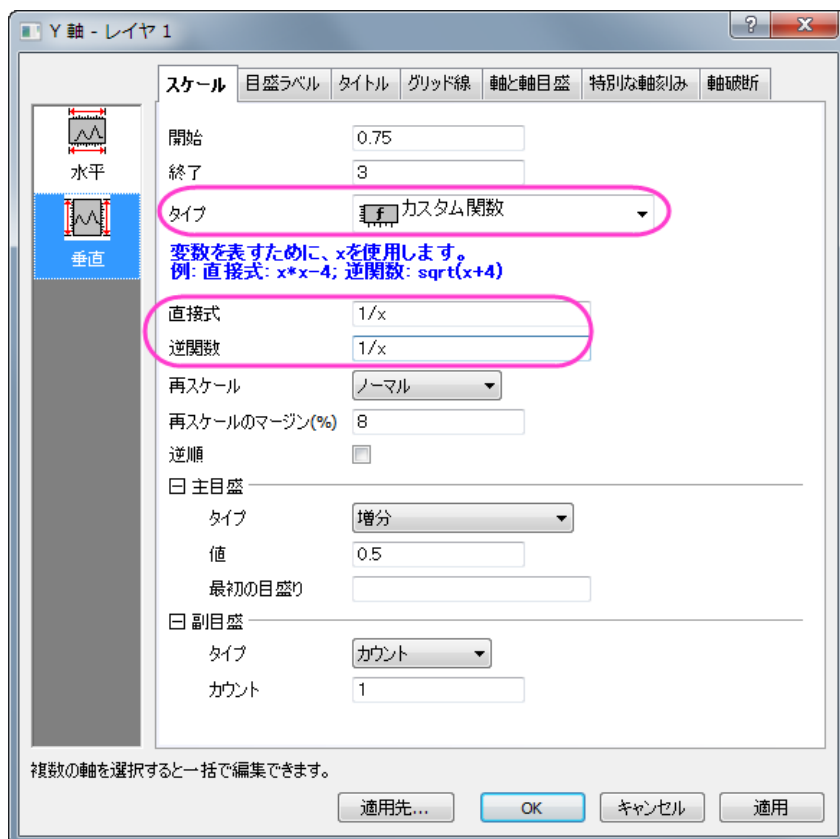 Y 軸 - レイヤ 1
スケール 目盛ラベル タイトル グリッド線 軸と軸目盛 特別な軸刻み 軸破断
水平
垂直
開始 0.75
終了 3
タイプ カスタム関数
変数を表すために、xを使用します。
例: 直接式: x*x-4; 逆関数: sqrt(x+4)
直接式 1/x
逆関数 1/x
再スケール ノーマル
再スケールのマージン(%) 8
逆順
主目盛
タイプ 増分
値 0.5
最初の目盛り
副目盛
タイプ カウント
カウント 1
複数の軸を選択すると一括で編集できます。
適用先... OK キャンセル 適用